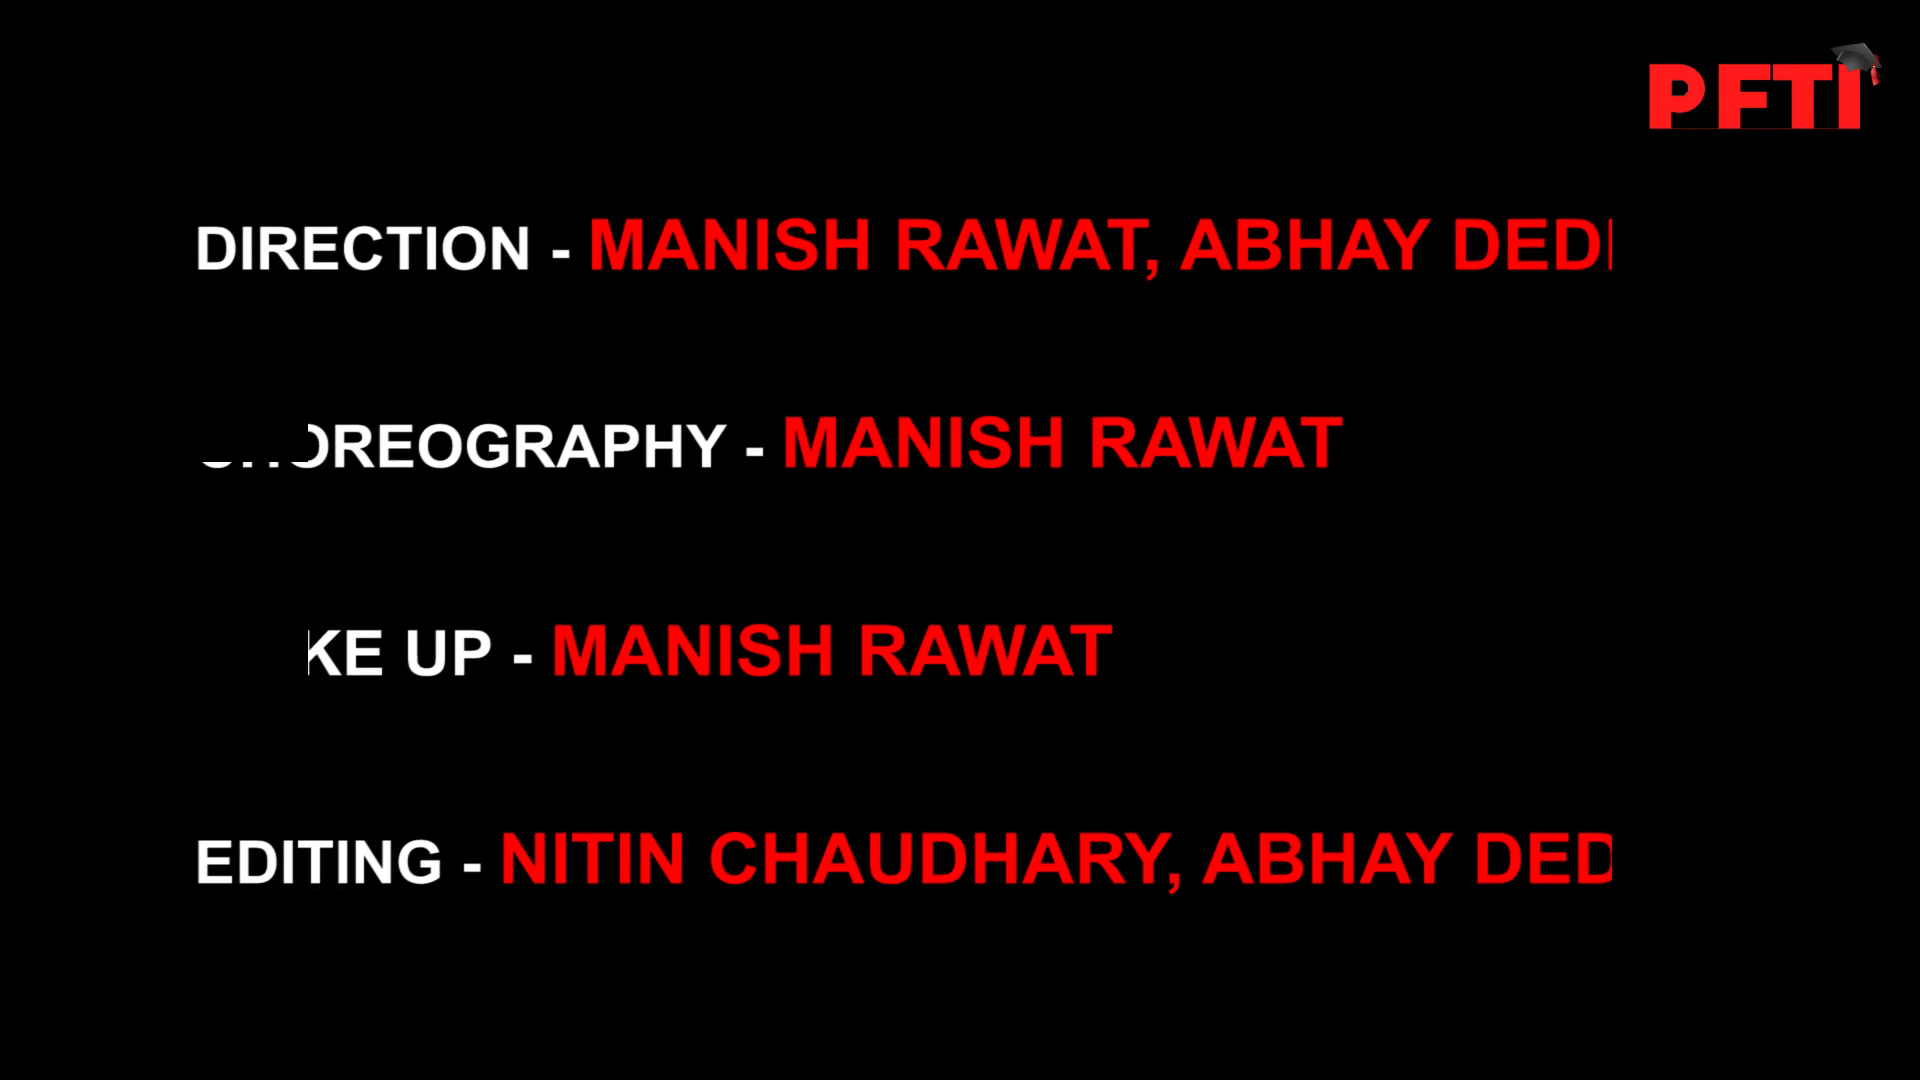 PFTI
DIRECTION - MANISH RAWAT, ABHAY
OREOGRAPHY - MANISH RAWAT
KE UP - MANISH RAWAT
EDITING - NITIN CHAUDHARY, ABHAY